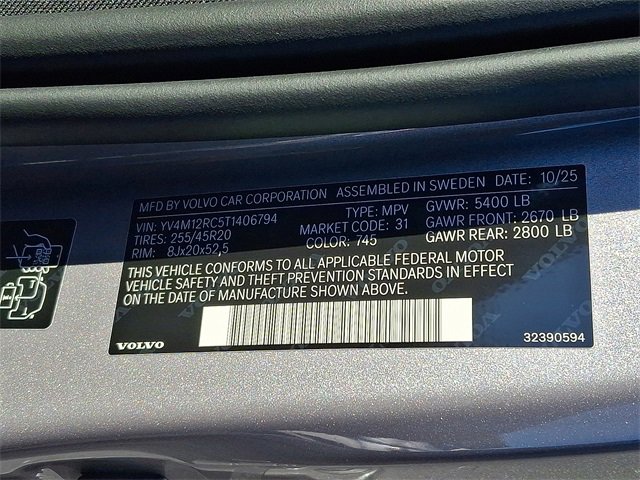 MFD BY VOLVO CAR CORPORATION ASSEMBLED IN SWEDEN DATE: 10/25
VIN: YV4M12RC5T1406794 TYPE: MPV GVWR: 5400 LB
TIRES: 255/45R20 MARKET CODE: 31 GAWR FRONT: 2670 LB
RIM: 8Jx20x52,5 COLOR: 745 GAWR REAR: 2800 LB
THIS VEHICLE CONFORMS TO ALL APPLICABLE FEDERAL MOTOR
VEHICLE SAFETY AND THEFT PREVENTION STANDARDS IN EFFECT
ON THE DATE OF MANUFACTURE SHOWN ABOVE.
VOLVO 32390594